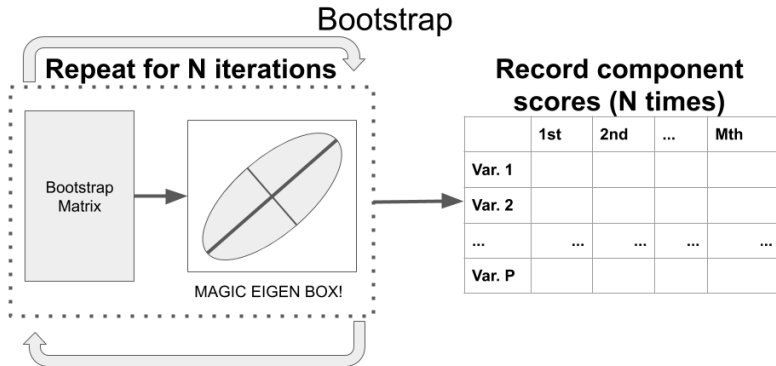 Bootstrap
Repeat for N iterations
Bootstrap
Matrix
MAGIC EIGEN BOX!
Record component
scores (N times)
1st 2nd ... Mth
Var. 1
Var. 2
... ... ... ... ...
Var. P